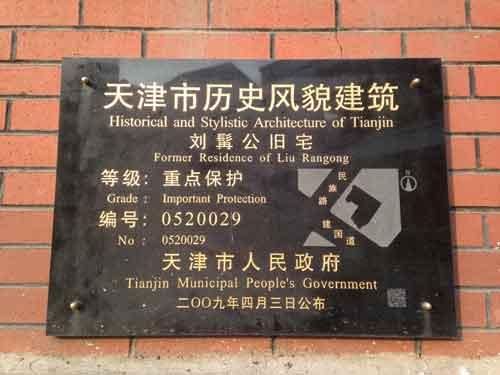 天津市历史风貌建筑
Historical and Stylistic Architecture of Tianjin
刘髯公旧宅
Former Residence of Liu Rangong
等级：重点保护
Grade : Important Protection
编号：0520029
No : 0520029
民族路
建国道
N
天津市人民政府
Tianjin Municipal People's Government
二〇〇九年四月三日公布